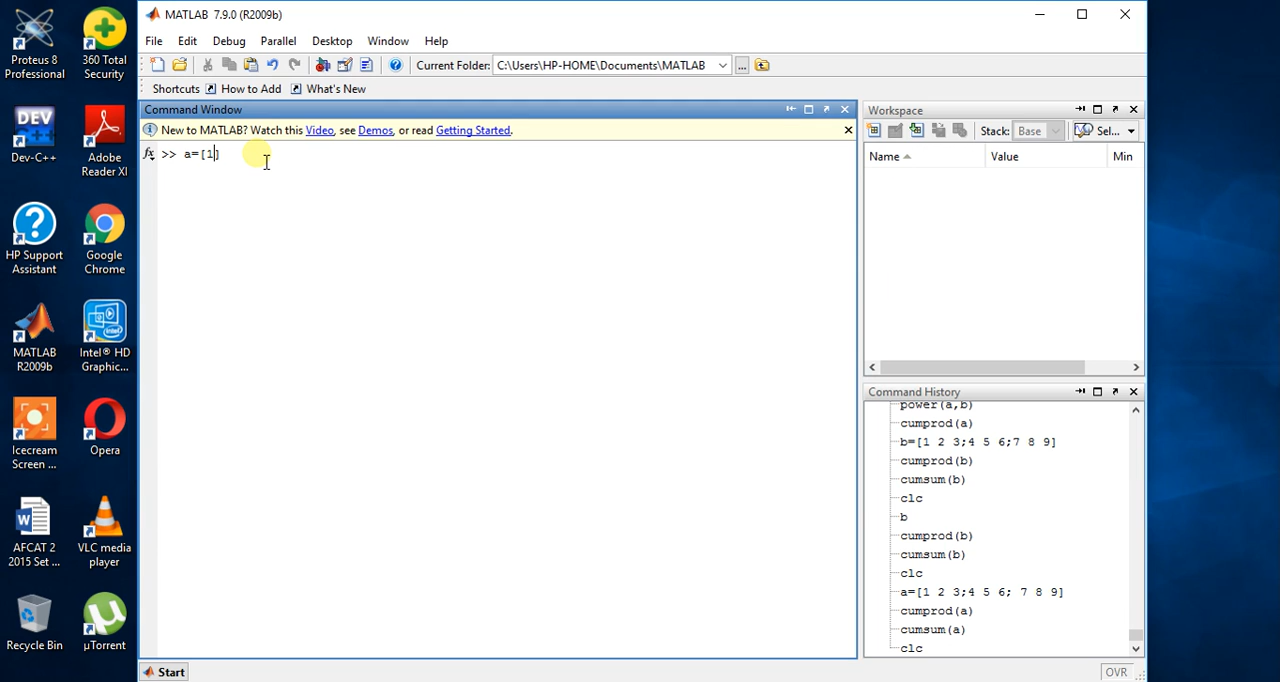 Proteus 8
Professional
360 Total
Security
DEV
C++
Dev-C++
Adobe
Reader XI
HP Support
Assistant
Google
Chrome
MATLAB
R2009b
Intel® HD
Graphic...
Icecream
Screen ...
Opera
AFCAT 2
2015 Set ...
VLC media
player
Recycle Bin
µTorrent
MATLAB 7.9.0 (R2009b)
File Edit Debug Parallel Desktop Window Help
Current Folder: C:\Users\HP-HOME\Documents\MATLAB ...
Shortcuts How to Add What's New
Command Window
New to MATLAB? Watch this Video, see Demos, or read Getting Started.
fx >> a=[1]
Start
Workspace
Stack: Base Sel...
Name Value Min
Command History
power(a,b)
cumprod(a)
b=[1 2 3;4 5 6;7 8 9]
cumprod(b)
cumsum(b)
clc
b
cumprod(b)
cumsum(b)
clc
a=[1 2 3;4 5 6; 7 8 9]
cumprod(a)
cumsum(a)
clc
OVR